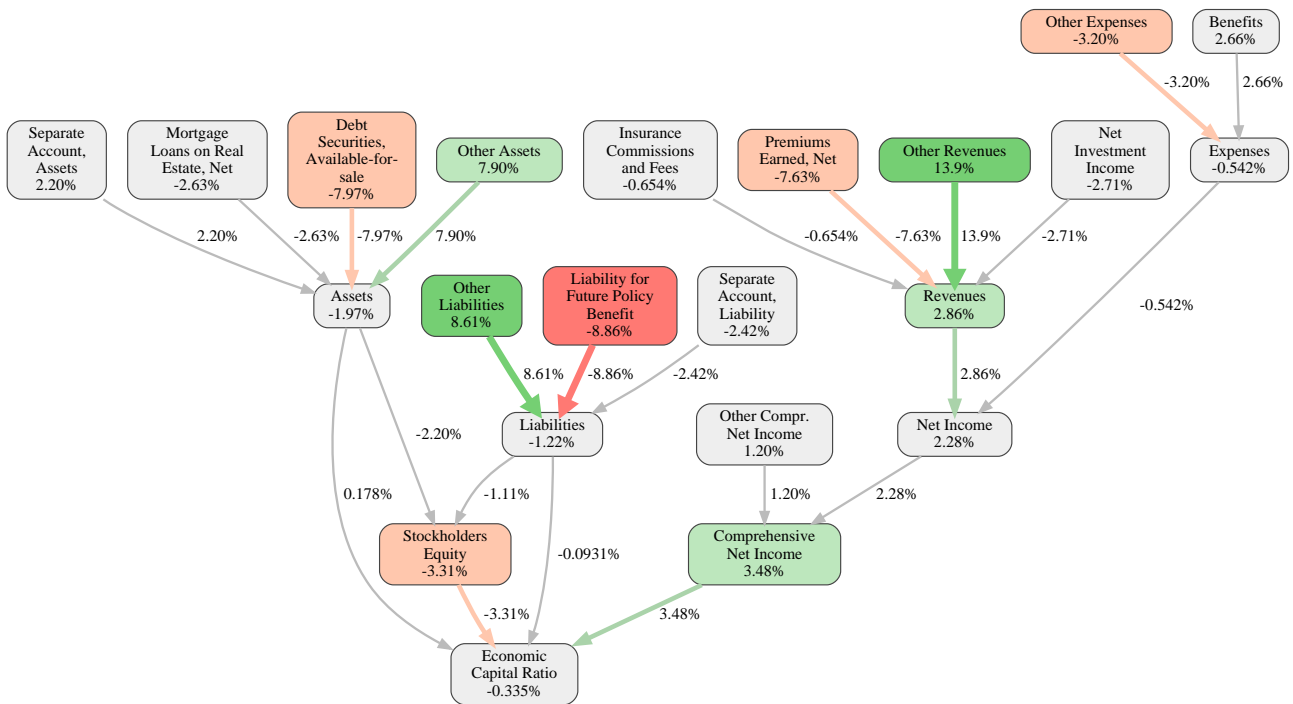 Other Expenses
-3.20%
Benefits
2.66%
-3.20%
2.66%
Separate
Account,
Assets
2.20%
Mortgage
Loans on Real
Estate, Net
-2.63%
Debt
Securities,
Available-for-
sale
-7.97%
Other Assets
7.90%
Insurance
Commissions
and Fees
-0.654%
Premiums
Earned, Net
-7.63%
Other Revenues
13.9%
Net
Investment
Income
-2.71%
Expenses
-0.542%
2.20%
-2.63%
-7.97%
7.90%
-0.654%
-7.63%
13.9%
-2.71%
Assets
-1.97%
Other
Liabilities
8.61%
Liability for
Future Policy
Benefit
-8.86%
Separate
Account,
Liability
-2.42%
Revenues
2.86%
-0.542%
8.61%
-8.86%
-2.42%
2.86%
-2.20%
Liabilities
-1.22%
Other Compr.
Net Income
1.20%
Net Income
2.28%
0.178%
-1.11%
1.20%
2.28%
Stockholders
Equity
-3.31%
-0.0931%
Comprehensive
Net Income
3.48%
-3.31%
3.48%
Economic
Capital Ratio
-0.335%